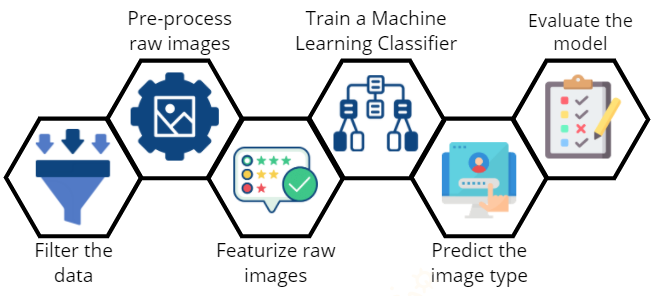 Pre-process
raw images
Train a Machine
Learning Classifier
Evaluate the
model
Filter the
data
Featurize raw
images
Predict the
image type